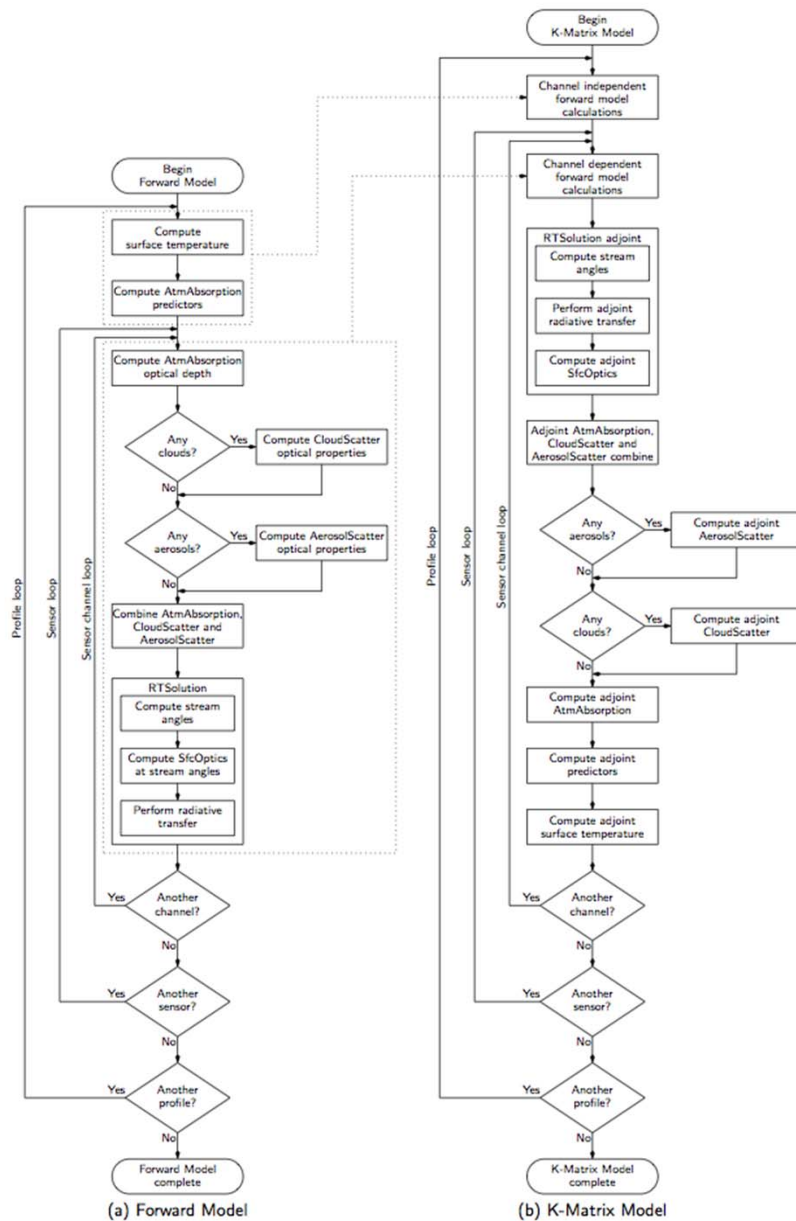 Begin
Forward Model
Compute
surface temperature
Compute AtmAbsorption
predictors
Compute AtmAbsorption
optical depth
Any
clouds?
Yes
Compute CloudScatter
optical properties
No
Any
aerosols?
Yes
Compute AerosolScatter
optical properties
No
Combine AtmAbsorption,
CloudScatter and
AerosolScatter
RTSolution
Compute stream
angles
Compute SfcOptics
at stream angles
Perform radiative
transfer
Another
channel?
Yes
No
Another
sensor?
Yes
No
Another
profile?
Yes
No
Forward Model
complete
Profile loop
Sensor loop
Sensor channel loop
(a) Forward Model
Begin
K-Matrix Model
Channel independent
forward model
calculations
Channel dependent
forward model
calculations
RTSolution adjoint
Compute stream
angles
Perform adjoint
radiative transfer
Compute adjoint
SfcOptics
Adjoint AtmAbsorption,
CloudScatter and
AerosolScatter combine
Any
aerosols?
Yes
Compute adjoint
AerosolScatter
No
Any
clouds?
Yes
Compute adjoint
CloudScatter
No
Compute adjoint
AtmAbsorption
Compute adjoint
predictors
Compute adjoint
surface temperature
Another
channel?
Yes
No
Another
sensor?
Yes
No
Another
profile?
Yes
No
K-Matrix Model
complete
Profile loop
Sensor loop
Sensor channel loop
(b) K-Matrix Model